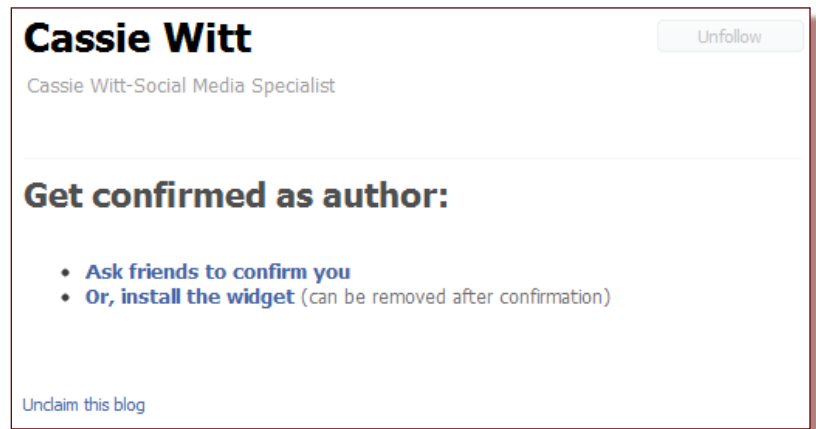 Cassie Witt
Unfollow
Cassie Witt-Social Media Specialist
Get confirmed as author:
• Ask friends to confirm you
• Or, install the widget (can be removed after confirmation)
Unclaim this blog